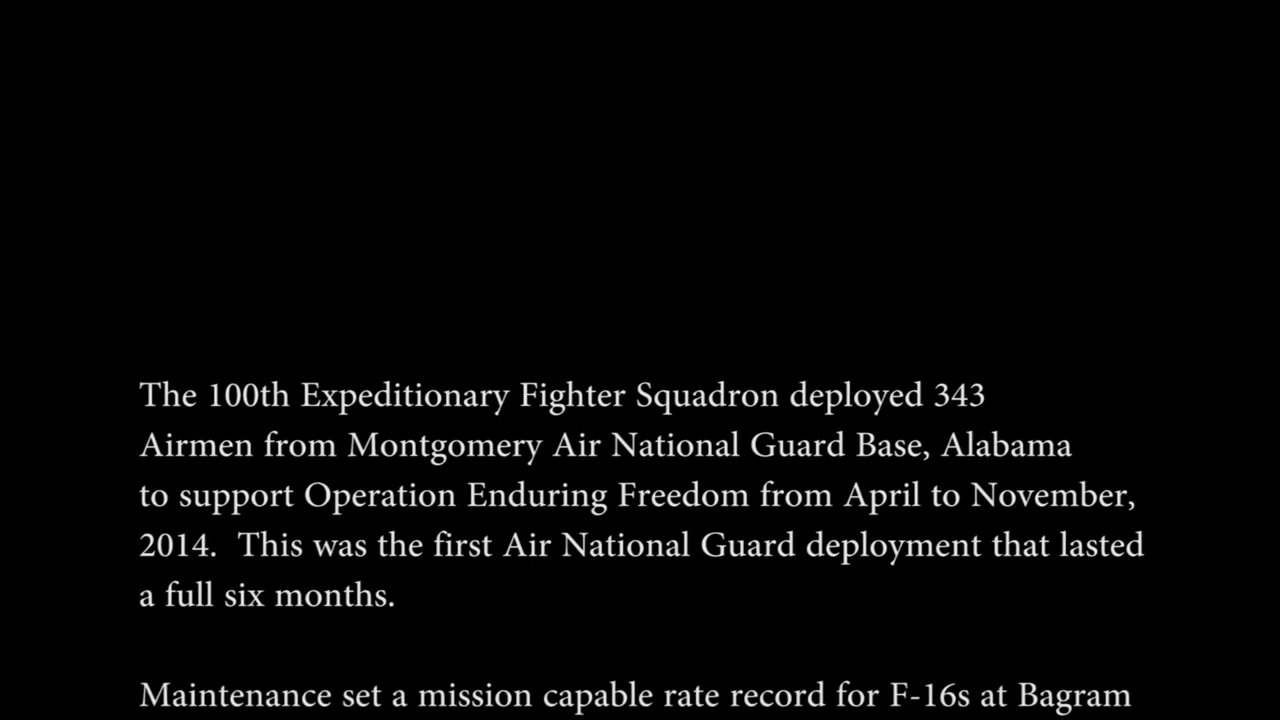 The 100th Expeditionary Fighter Squadron deployed 343
Airmen from Montgomery Air National Guard Base, Alabama
to support Operation Enduring Freedom from April to November,
2014.  This was the first Air National Guard deployment that lasted
a full six months.
Maintenance set a mission capable rate record for F-16s at Bagram